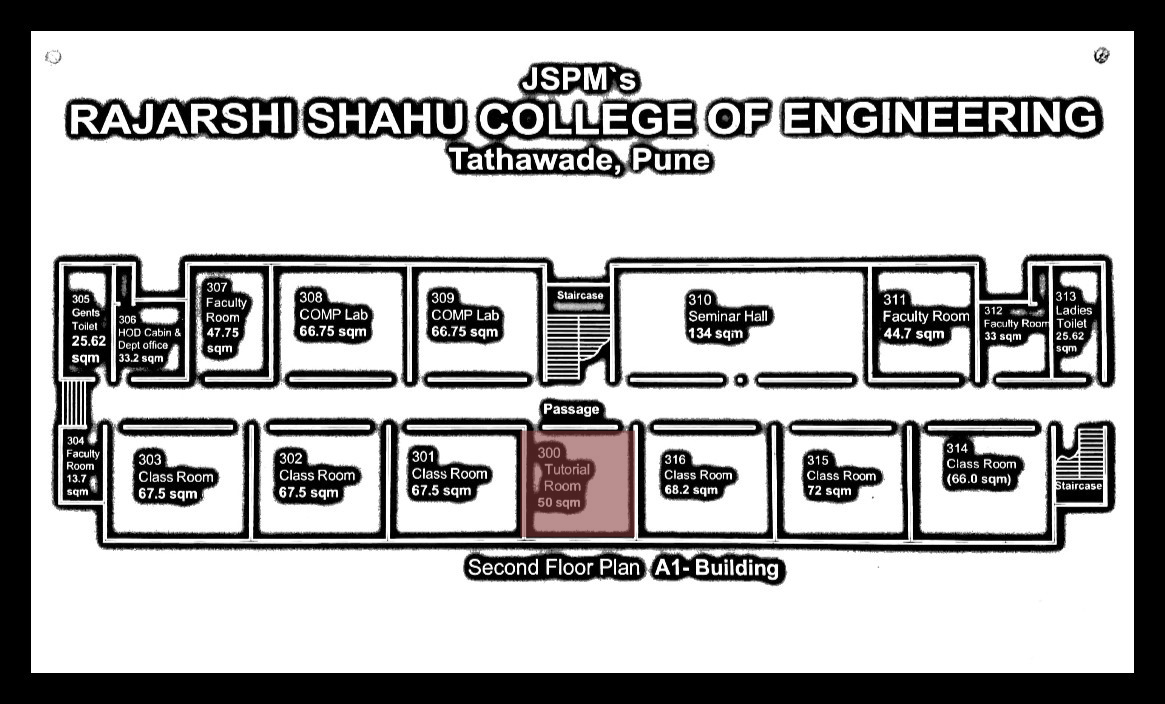 JSPM`s
RAJARSHI SHAHU COLLEGE OF ENGINEERING
Tathawade, Pune
305
Gents
Toilet
25.62
sqm
306
HOD Cabin &
Dept office
33.2 sqm
307
Faculty
Room
47.75
sqm
308
COMP Lab
66.75 sqm
309
COMP Lab
66.75 sqm
Staircase
310
Seminar Hall
134 sqm
311
Faculty Room
44.7 sqm
312
Faculty Room
33 sqm
313
Ladies
Toilet
25.62
sqm
Passage
304
Faculty
Room
13.7
sqm
303
Class Room
67.5 sqm
302
Class Room
67.5 sqm
301
Class Room
67.5 sqm
300
Tutorial
Room
50 sqm
316
Class Room
68.2 sqm
315
Class Room
72 sqm
314
Class Room
(66.0 sqm)
Staircase
Second Floor Plan A1- Building